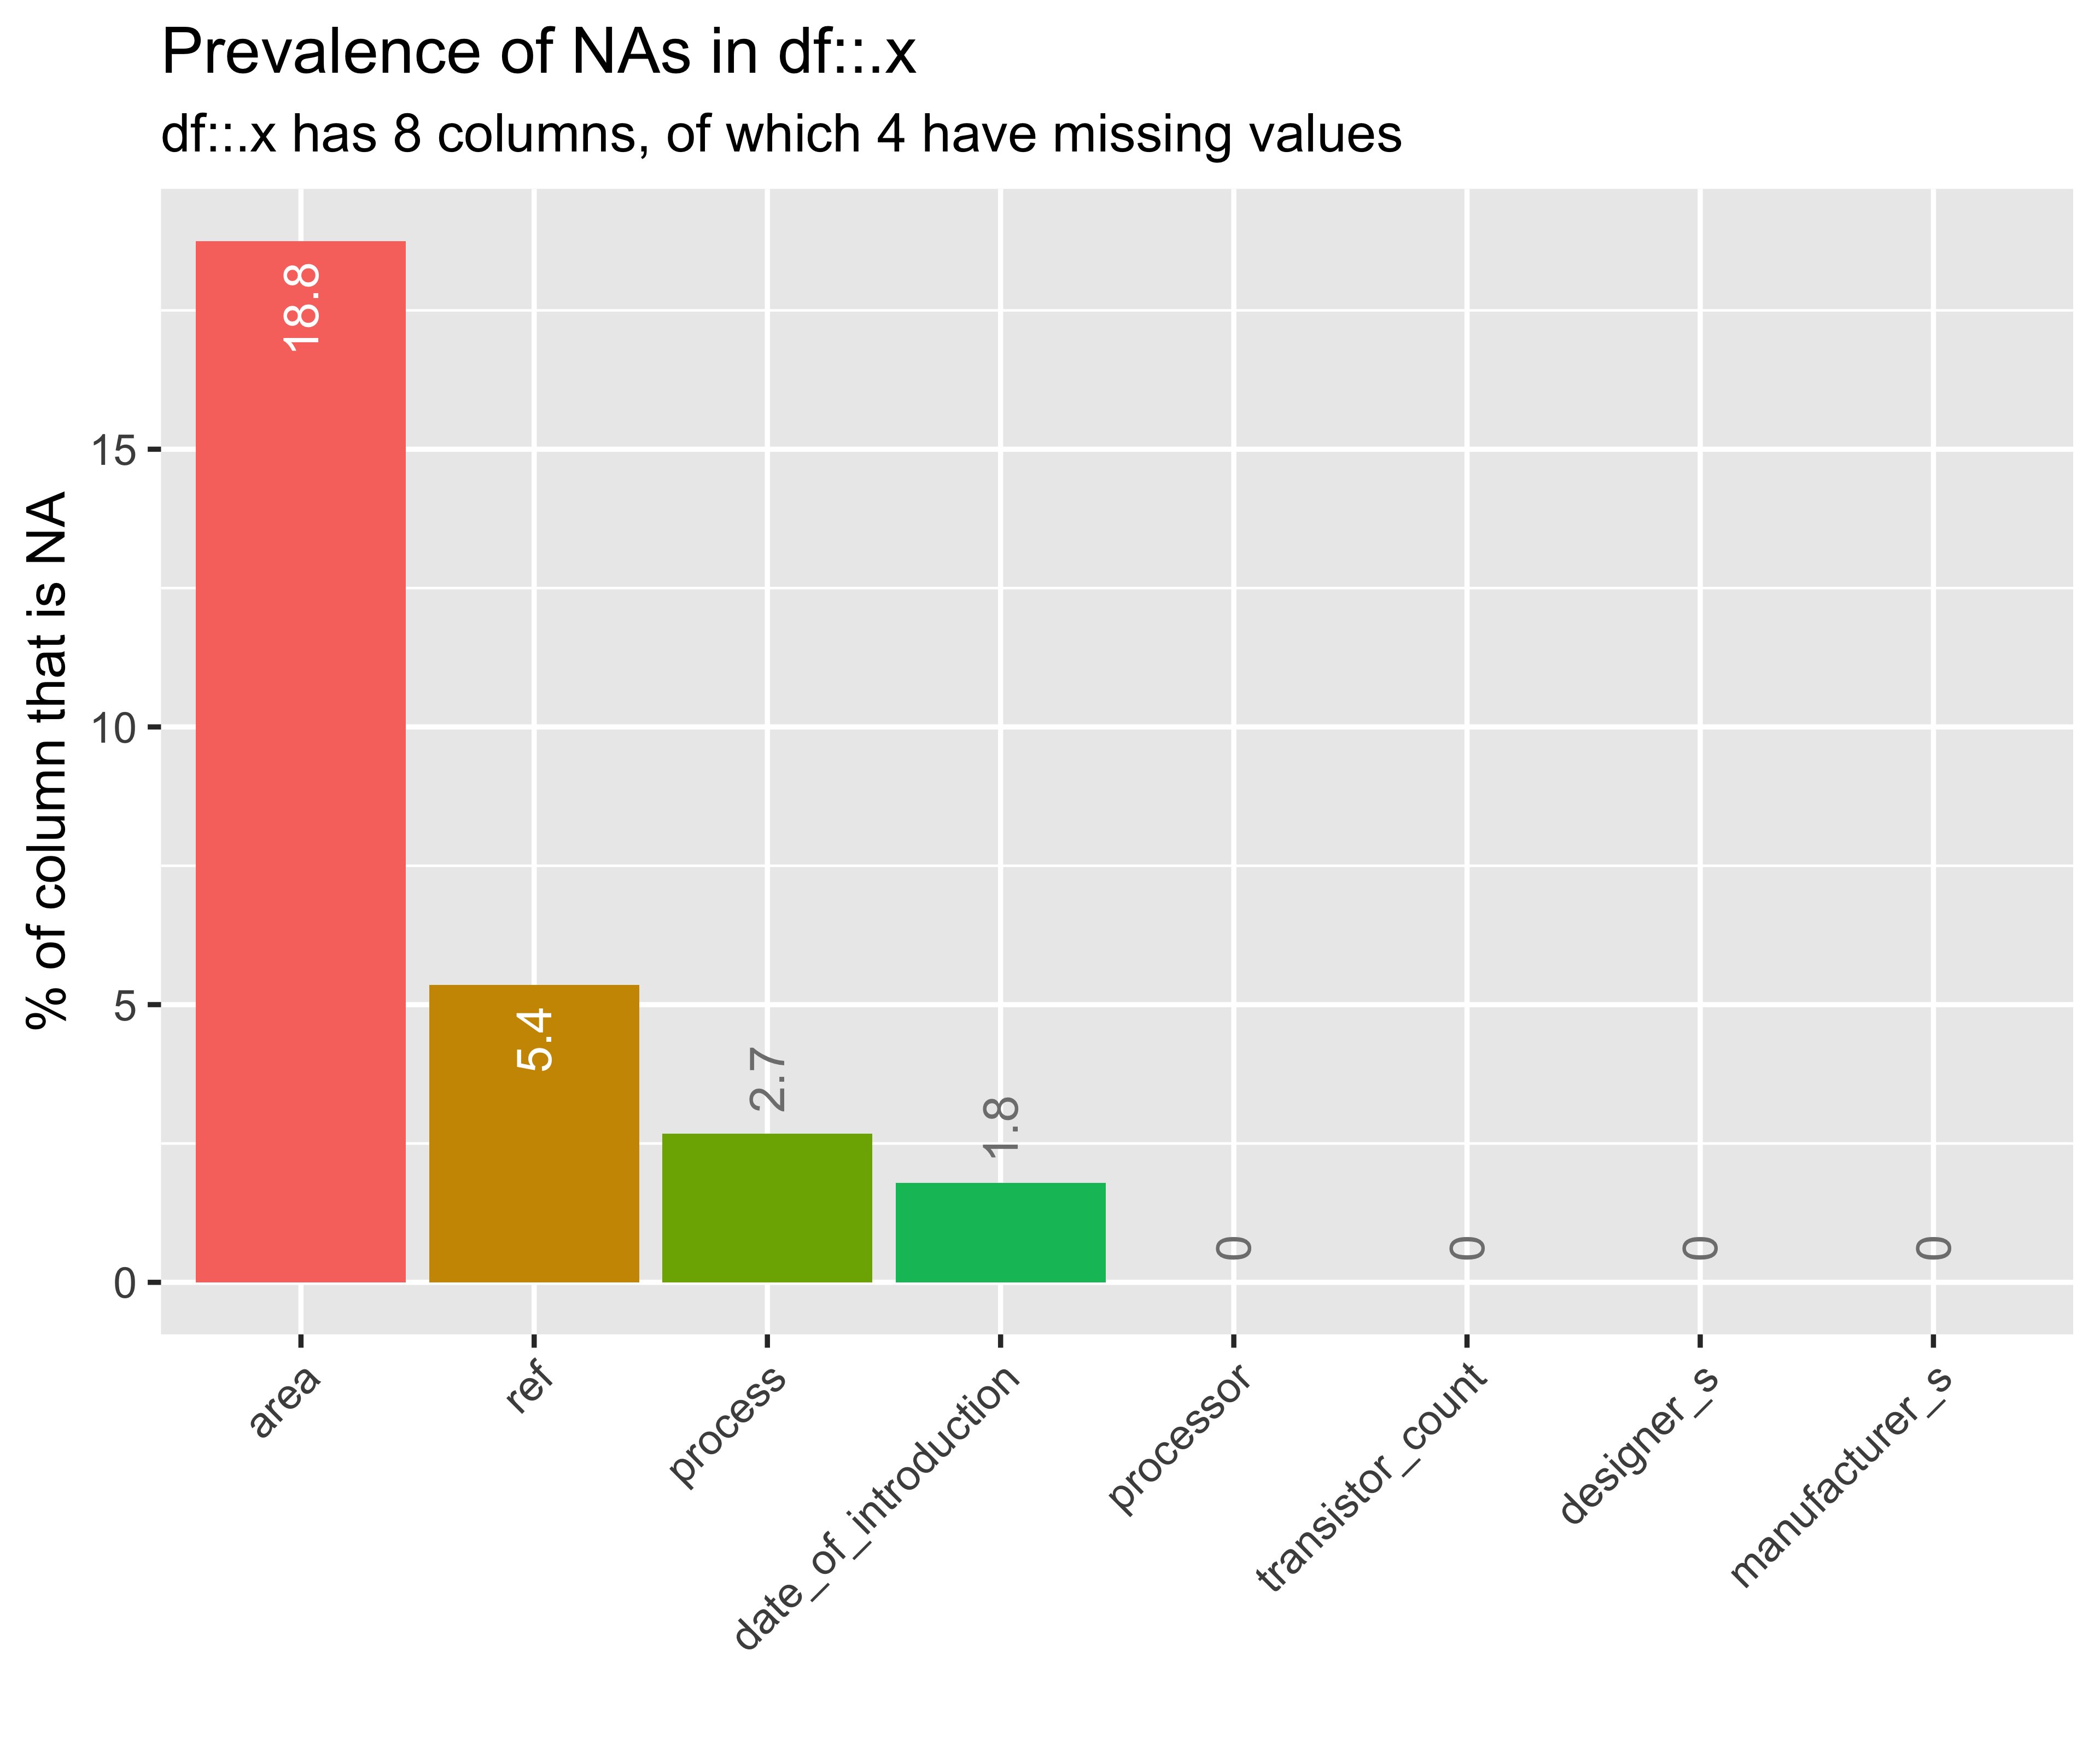 Prevalence of NAs in df::.x
df::.x has 8 columns, of which 4 have missing values
% of column that is NA
15
10
5
0
18.8
5.4
2.7
1.8
0
0
0
0
area
ref
process
date_of_introduction
processor
transistor_count
designer_s
manufacturer_s